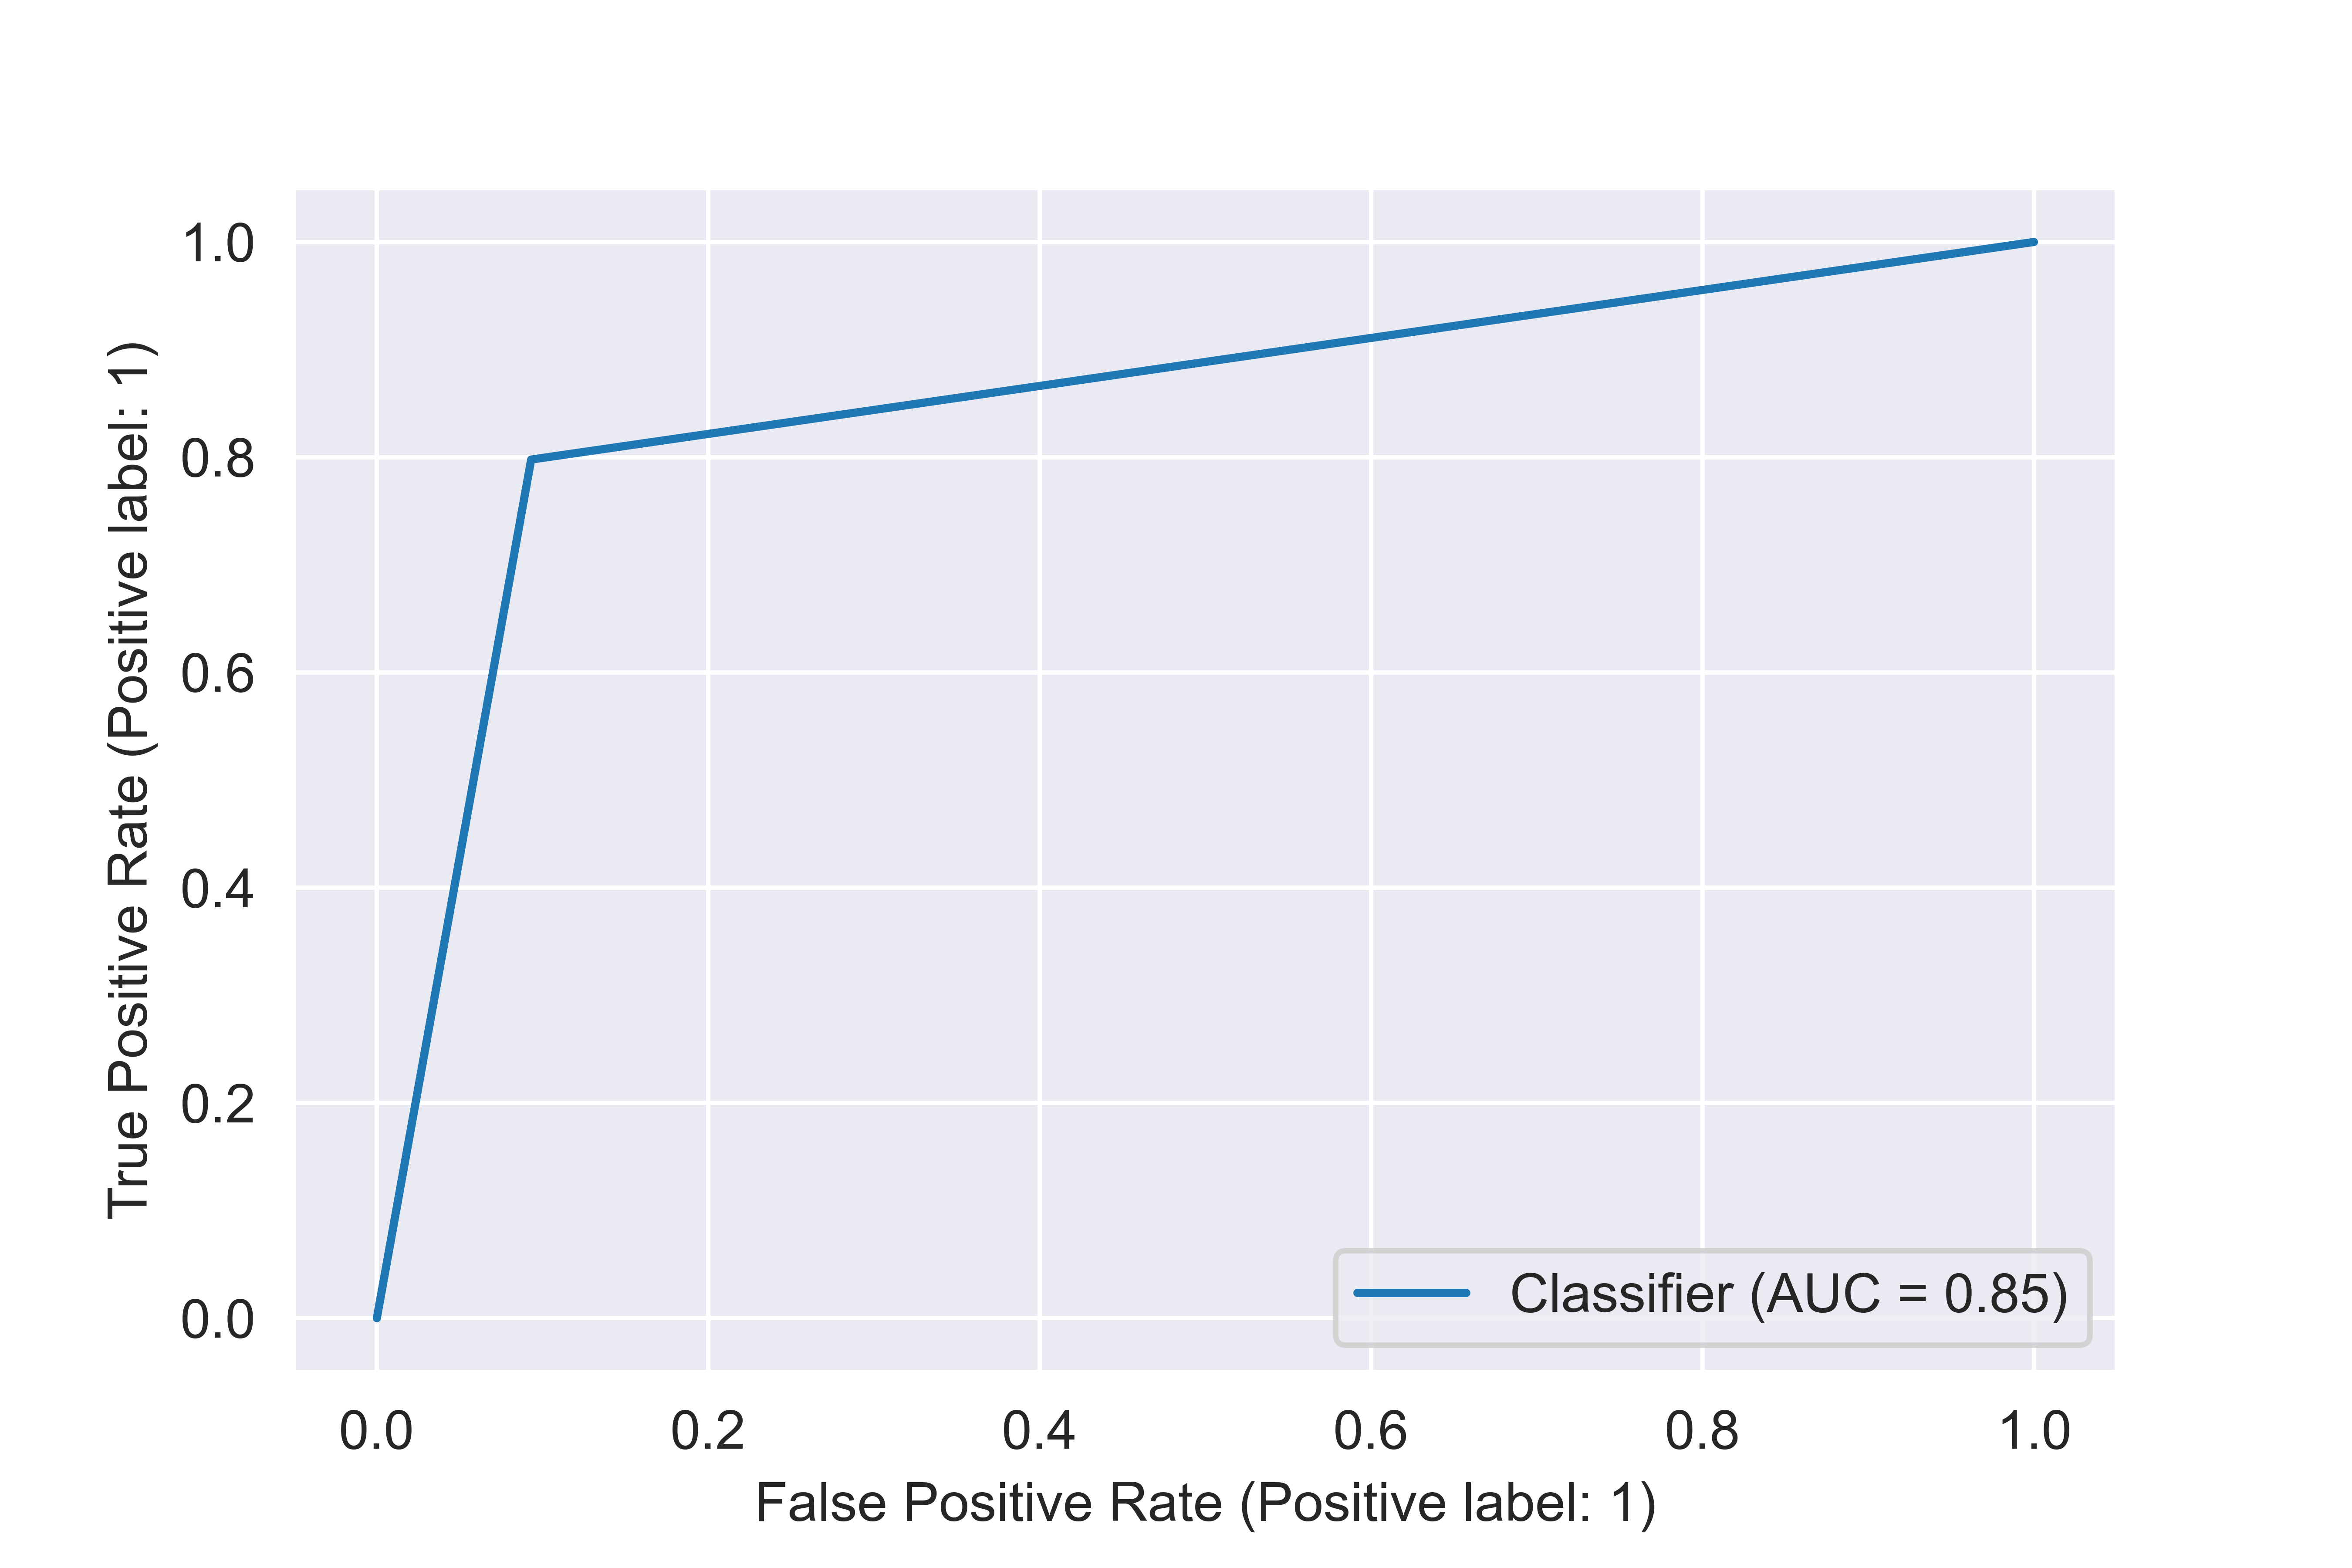 1.0
0.8
0.6
0.4
0.2
0.0
True Positive Rate (Positive label: 1)
Classifier (AUC = 0.85)
0.0 0.2 0.4 0.6 0.8 1.0
False Positive Rate (Positive label: 1)